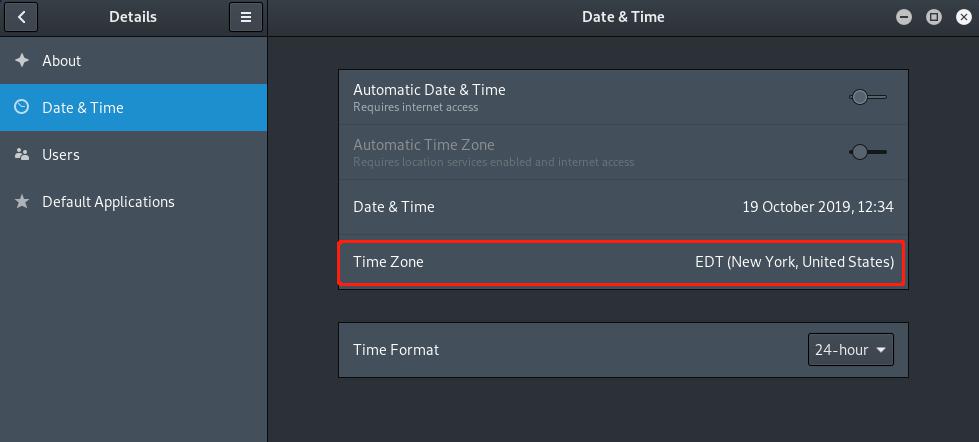 Details
Date & Time
About
Date & Time
Users
Default Applications
Automatic Date & Time
Requires internet access
Automatic Time Zone
Requires location services enabled and internet access
Date & Time 19 October 2019, 12:34
Time Zone EDT (New York, United States)
Time Format 24-hour